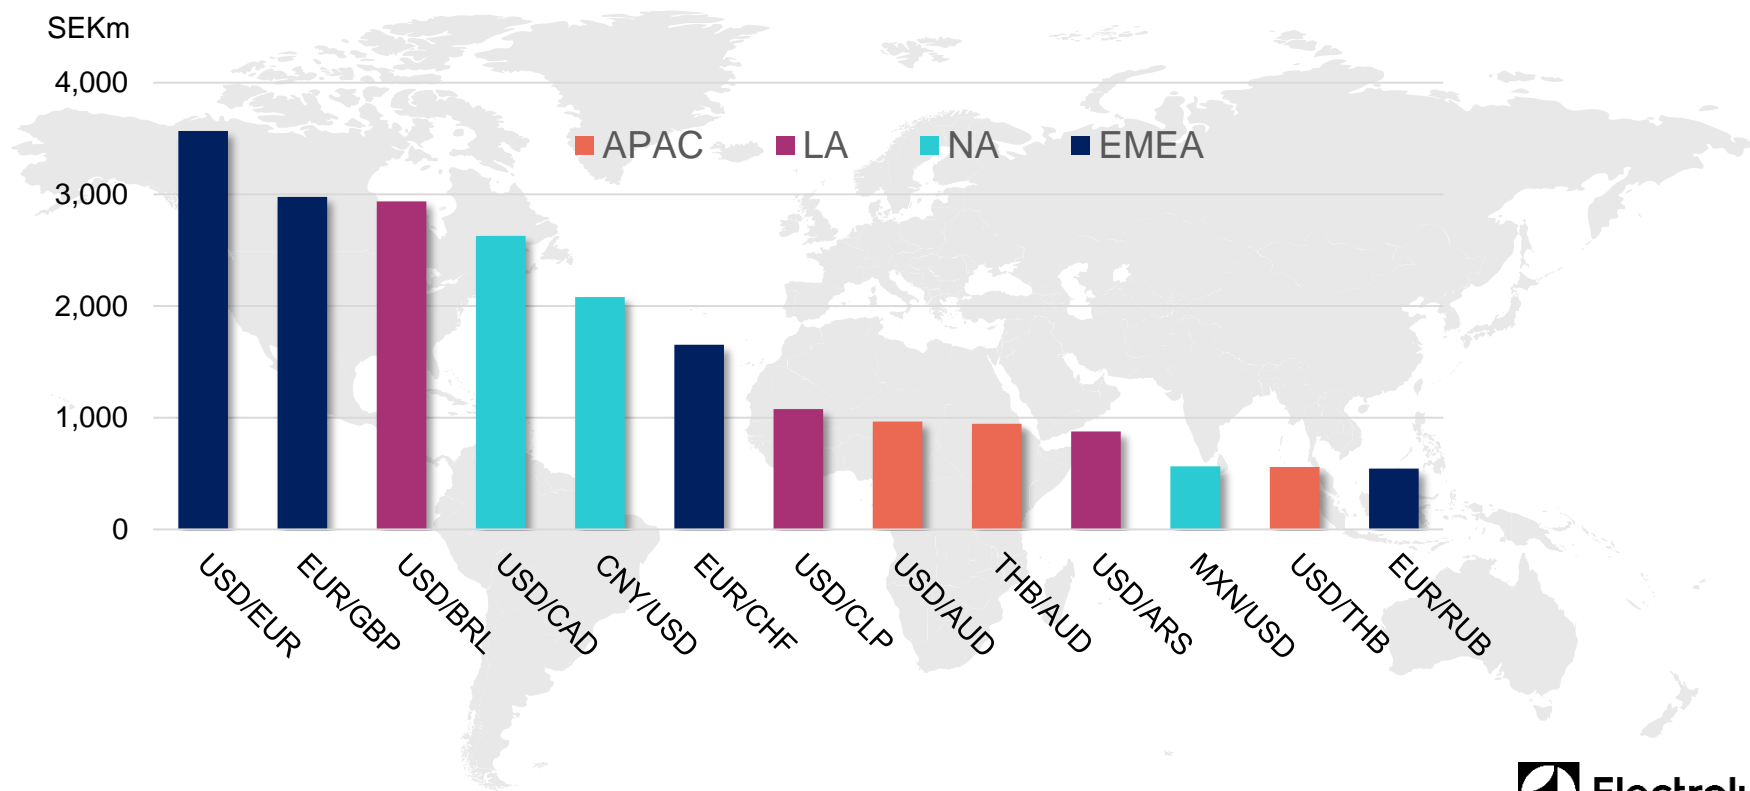 SEKm
4,000
APAC LA NA EMEA
3,000
2,000
1,000
0
USD/EUR
EUR/GBP
USD/BRL
USD/CAD
CNY/USD
EUR/CHF
USD/CLP
USD/AUD
THB/AUD
USD/ARS
MXN/USD
USD/THB
EUR/RUB